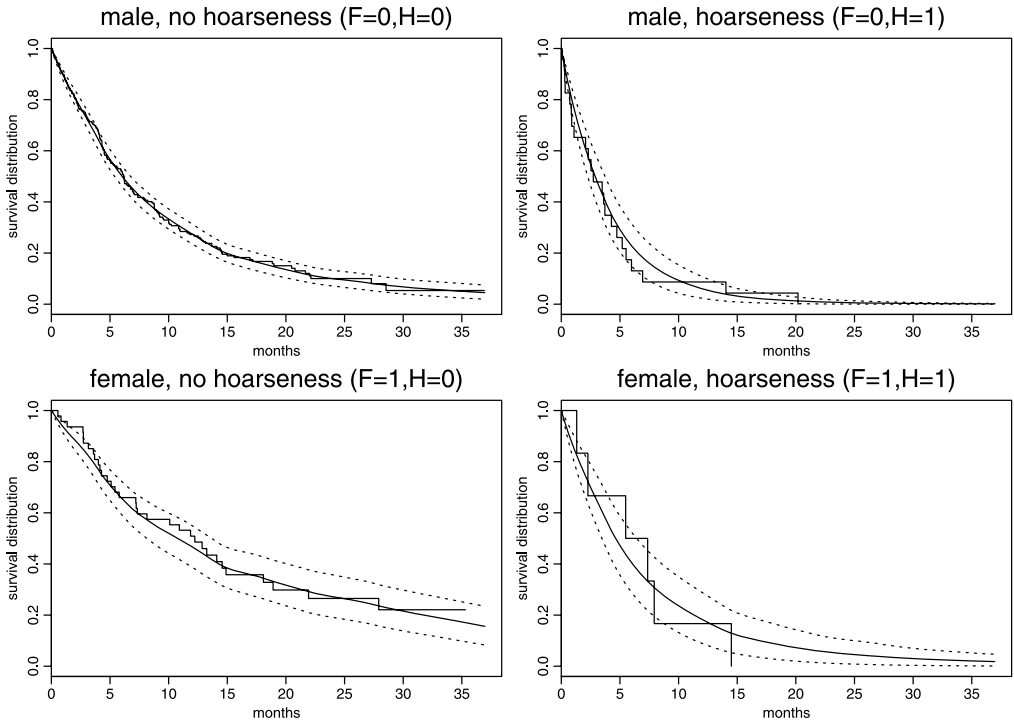 male, no hoarseness (F=0,H=0)
survival distribution
0.0 0.2 0.4 0.6 0.8 1.0
0 5 10 15 20 25 30 35
months
male, hoarseness (F=0,H=1)
survival distribution
0.0 0.2 0.4 0.6 0.8 1.0
0 5 10 15 20 25 30 35
months
female, no hoarseness (F=1,H=0)
survival distribution
0.0 0.2 0.4 0.6 0.8 1.0
0 5 10 15 20 25 30 35
months
female, hoarseness (F=1,H=1)
survival distribution
0.0 0.2 0.4 0.6 0.8 1.0
0 5 10 15 20 25 30 35
months